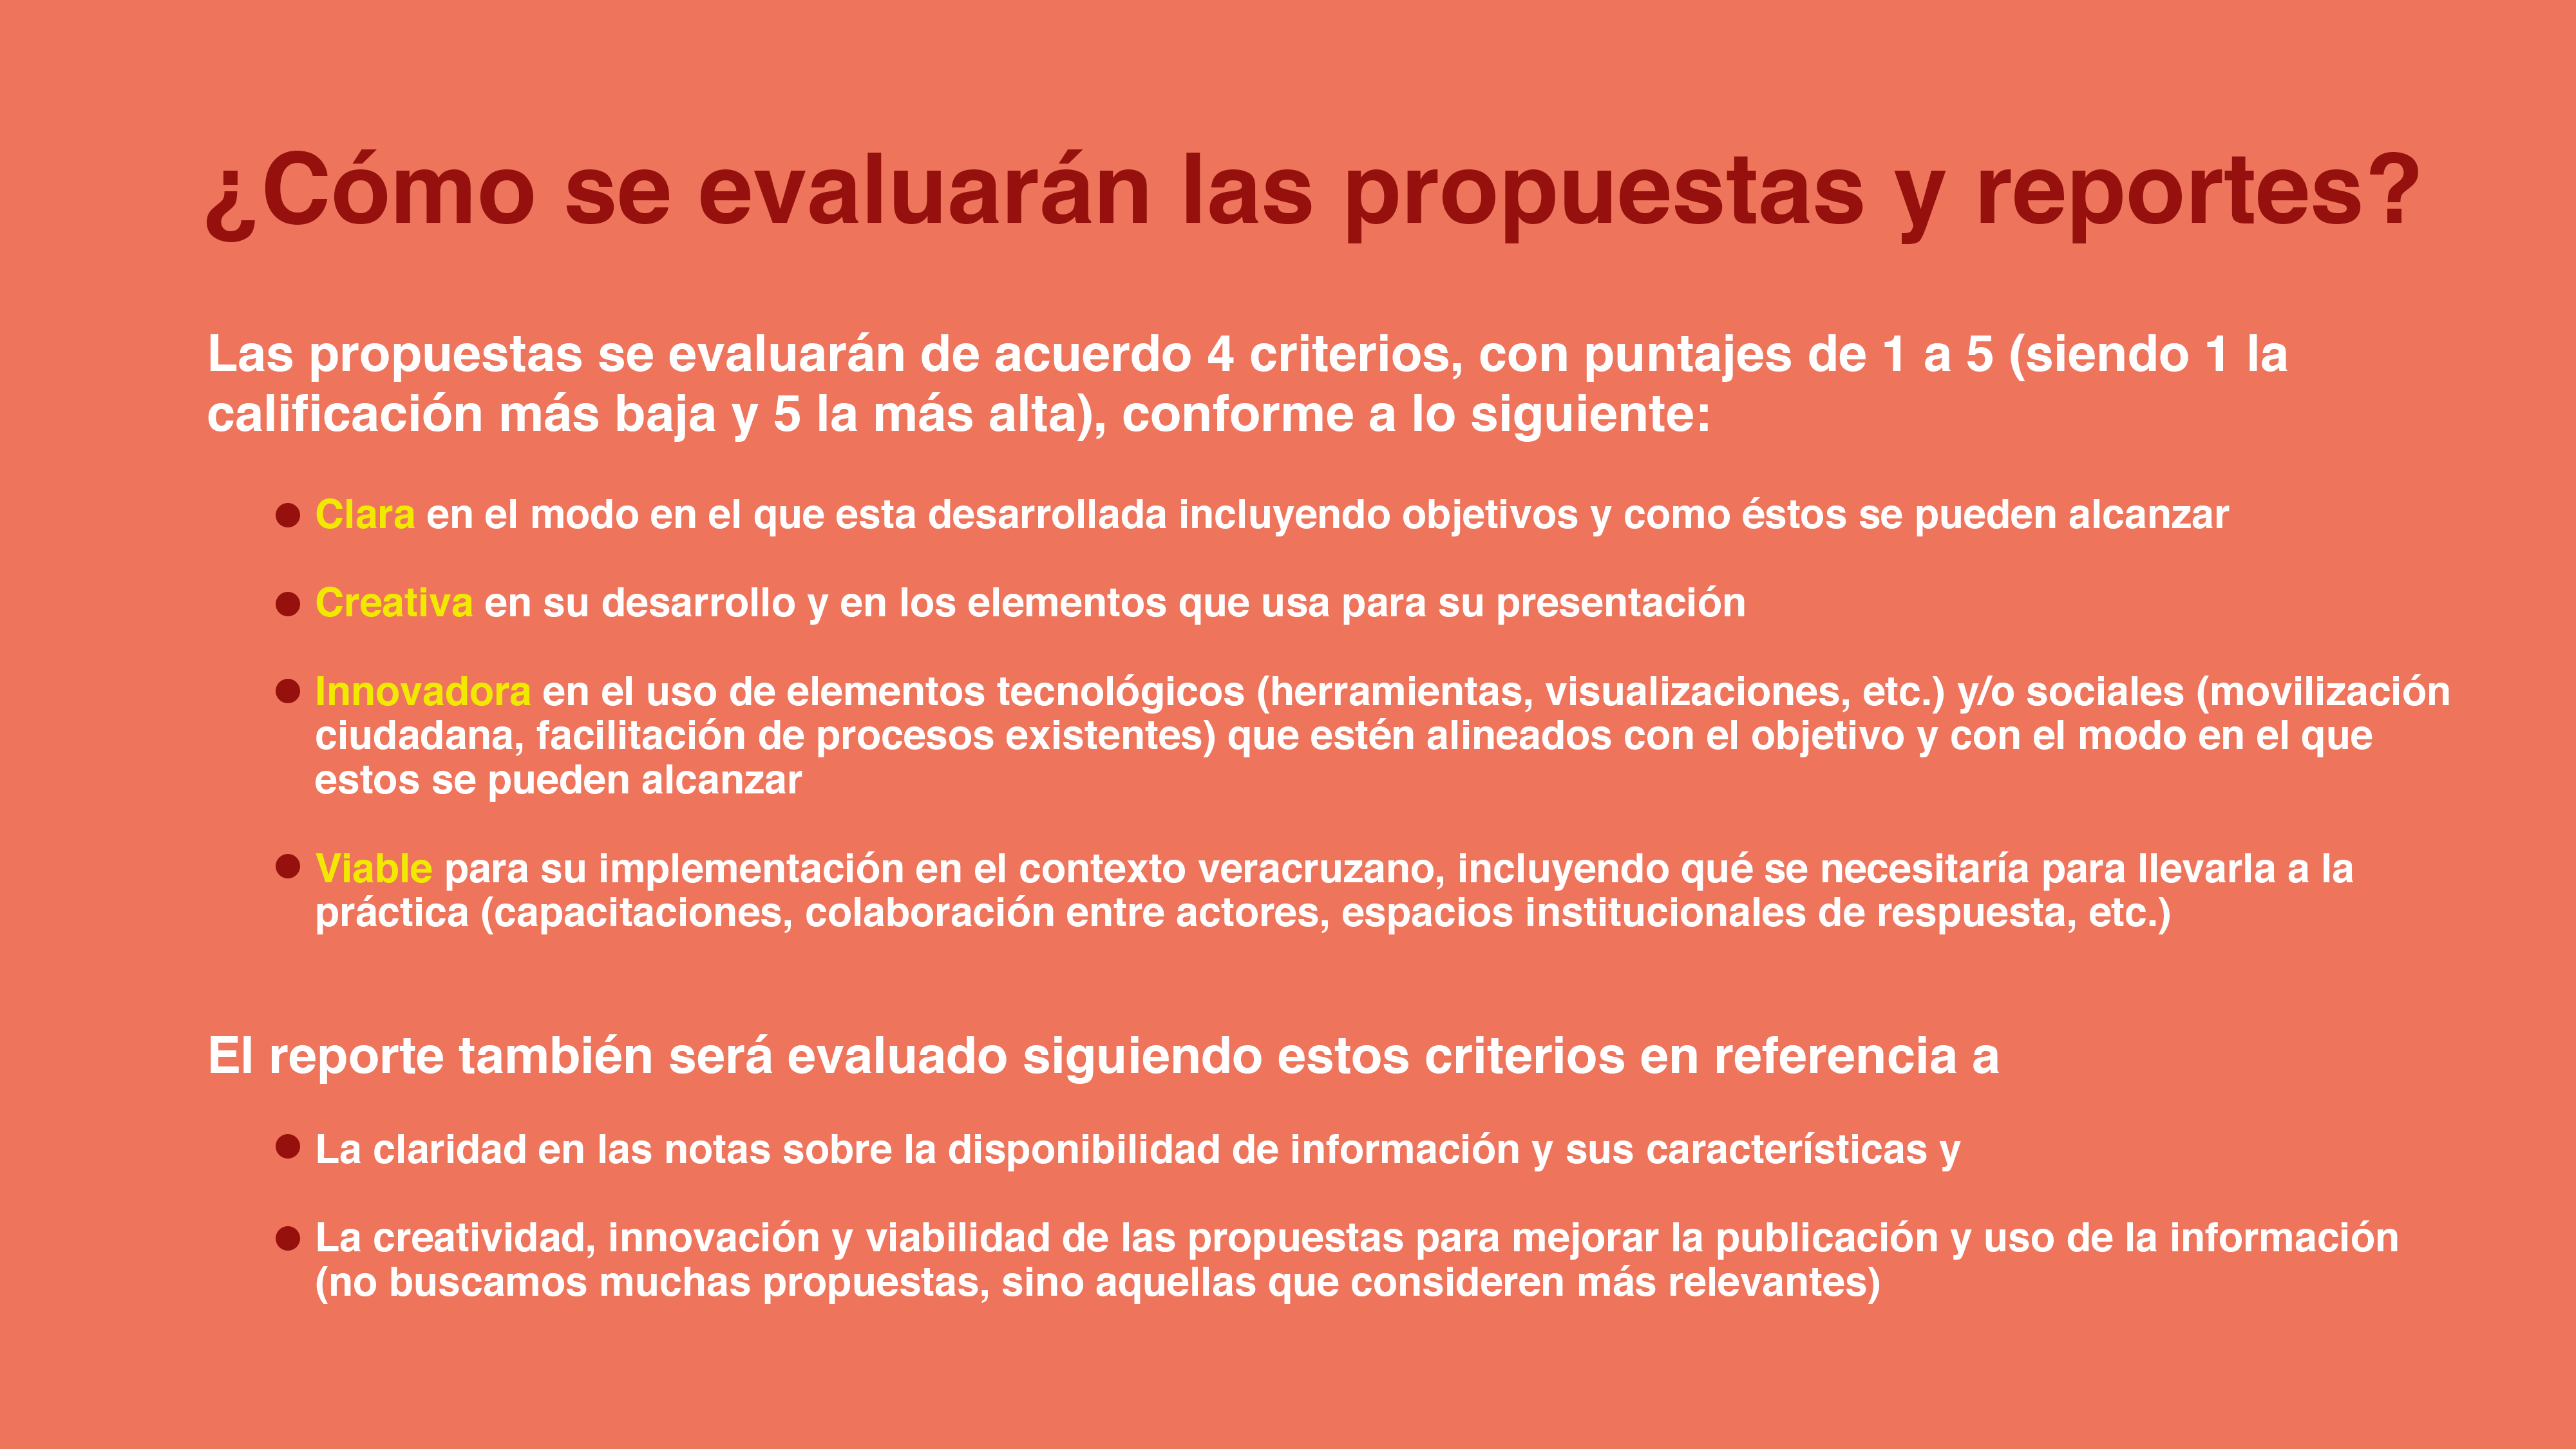 ¿Cómo se evaluarán las propuestas y reportes?
Las propuestas se evaluarán de acuerdo 4 criterios, con puntajes de 1 a 5 (siendo 1 la
calificación más baja y 5 la más alta), conforme a lo siguiente:
● Clara en el modo en el que esta desarrollada incluyendo objetivos y como éstos se pueden alcanzar
● Creativa en su desarrollo y en los elementos que usa para su presentación
● Innovadora en el uso de elementos tecnológicos (herramientas, visualizaciones, etc.) y/o sociales (movilización
ciudadana, facilitación de procesos existentes) que estén alineados con el objetivo y con el modo en el que
estos se pueden alcanzar
● Viable para su implementación en el contexto veracruzano, incluyendo qué se necesitaría para llevarla a la
práctica (capacitaciones, colaboración entre actores, espacios institucionales de respuesta, etc.)
El reporte también será evaluado siguiendo estos criterios en referencia a
● La claridad en las notas sobre la disponibilidad de información y sus características y
● La creatividad, innovación y viabilidad de las propuestas para mejorar la publicación y uso de la información
(no buscamos muchas propuestas, sino aquellas que consideren más relevantes)